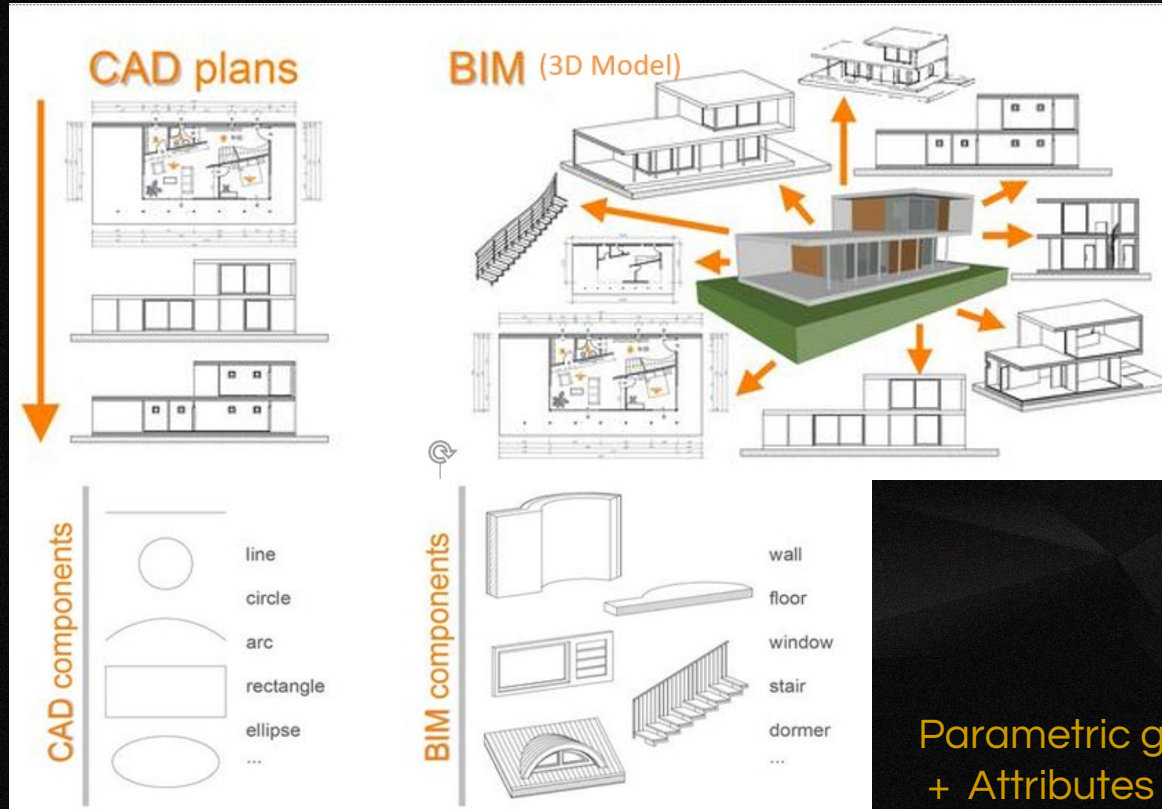 CAD plans
BIM (3D Model)
CAD components
line
circle
arc
rectangle
ellipse
...
BIM components
wall
floor
window
stair
dormer
...
Parametric g
+ Attributes